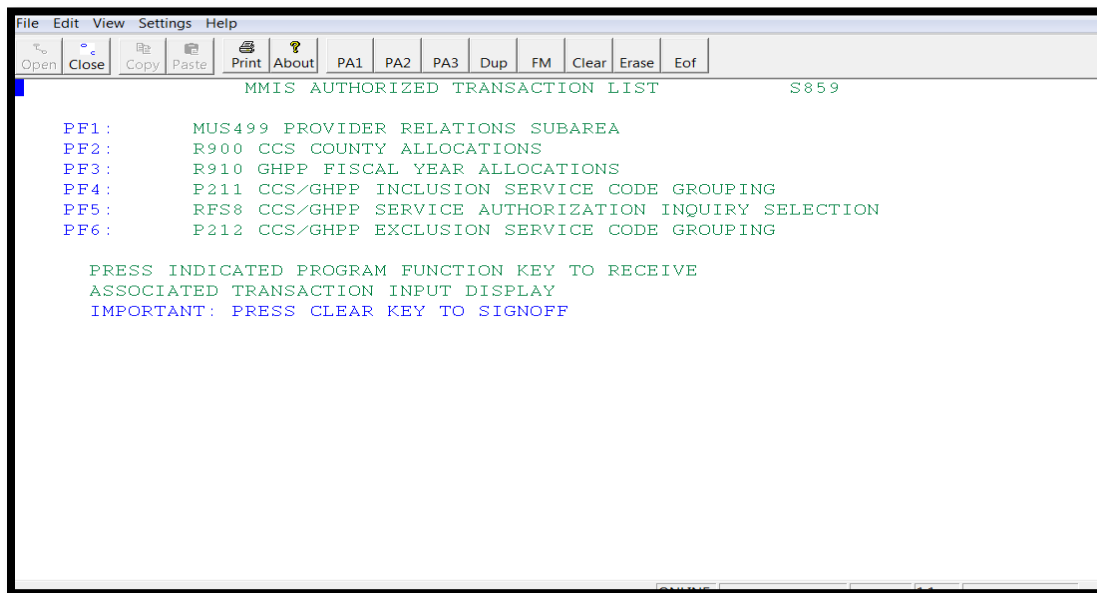 File Edit View Settings Help
Open Close Copy Paste Print About PA1 PA2 PA3 Dup FM Clear Erase Eof
MMIS AUTHORIZED TRANSACTION LIST S859
PF1: MUS499 PROVIDER RELATIONS SUBAREA
PF2: R900 CCS COUNTY ALLOCATIONS
PF3: R910 GHPP FISCAL YEAR ALLOCATIONS
PF4: P211 CCS/GHPP INCLUSION SERVICE CODE GROUPING
PF5: RFS8 CCS/GHPP SERVICE AUTHORIZATION INQUIRY SELECTION
PF6: P212 CCS/GHPP EXCLUSION SERVICE CODE GROUPING
PRESS INDICATED PROGRAM FUNCTION KEY TO RECEIVE
ASSOCIATED TRANSACTION INPUT DISPLAY
IMPORTANT: PRESS CLEAR KEY TO SIGNOFF